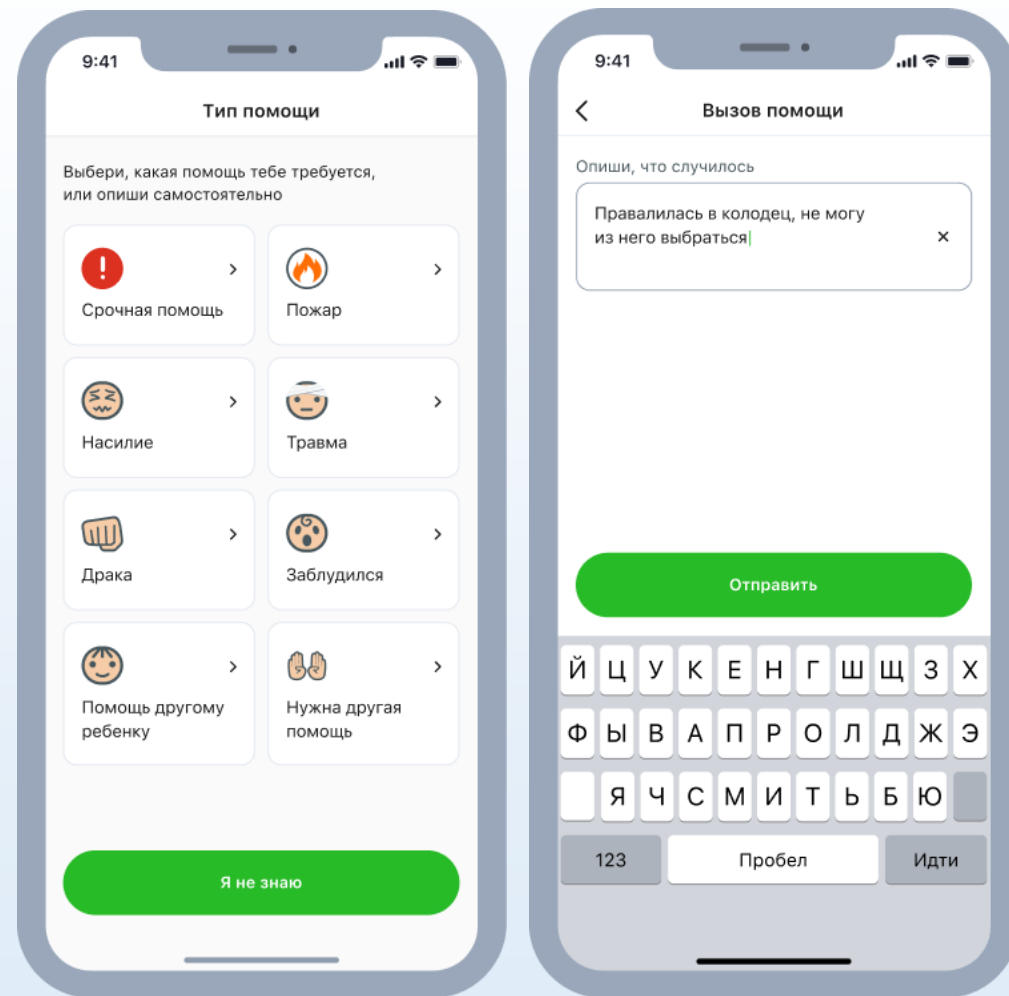 9:41
Тип помощи
Выбери, какая помощь тебе требуется,
или опиши самостоятельно
Срочная помощь
Пожар
Насилие
Травма
Драка
Заблудился
Помощь другому
ребенку
Нужна другая
помощь
Я не знаю
9:41
Вызов помощи
Опиши, что случилось
Правалилась в колодец, не могу
из него выбраться
Отправить
Й Ц У К Е Н Г Ш Щ З Х
Ф Ы В А П Р О Л Д Ж Э
Я Ч С М И Т Ь Б Ю
123 Пробел Идти